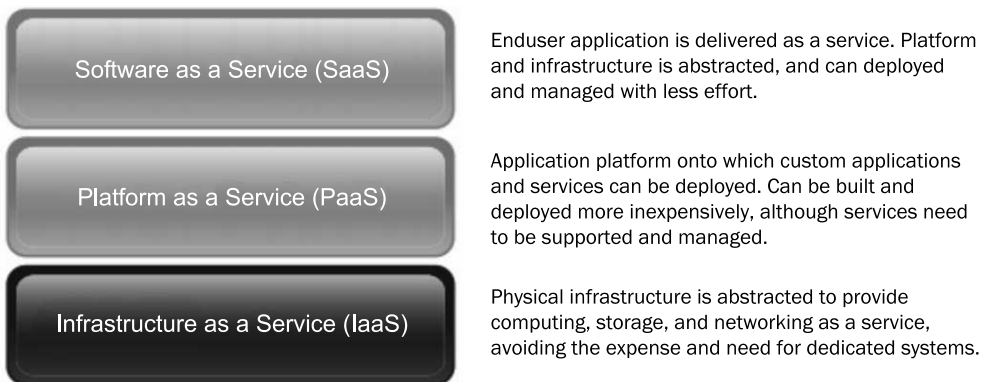 Software as a Service (SaaS)
Enduser application is delivered as a service. Platform
and infrastructure is abstracted, and can deployed
and managed with less effort.
Platform as a Service (PaaS)
Application platform onto which custom applications
and services can be deployed. Can be built and
deployed more inexpensively, although services need
to be supported and managed.
Infrastructure as a Service (IaaS)
Physical infrastructure is abstracted to provide
computing, storage, and networking as a service,
avoiding the expense and need for dedicated systems.